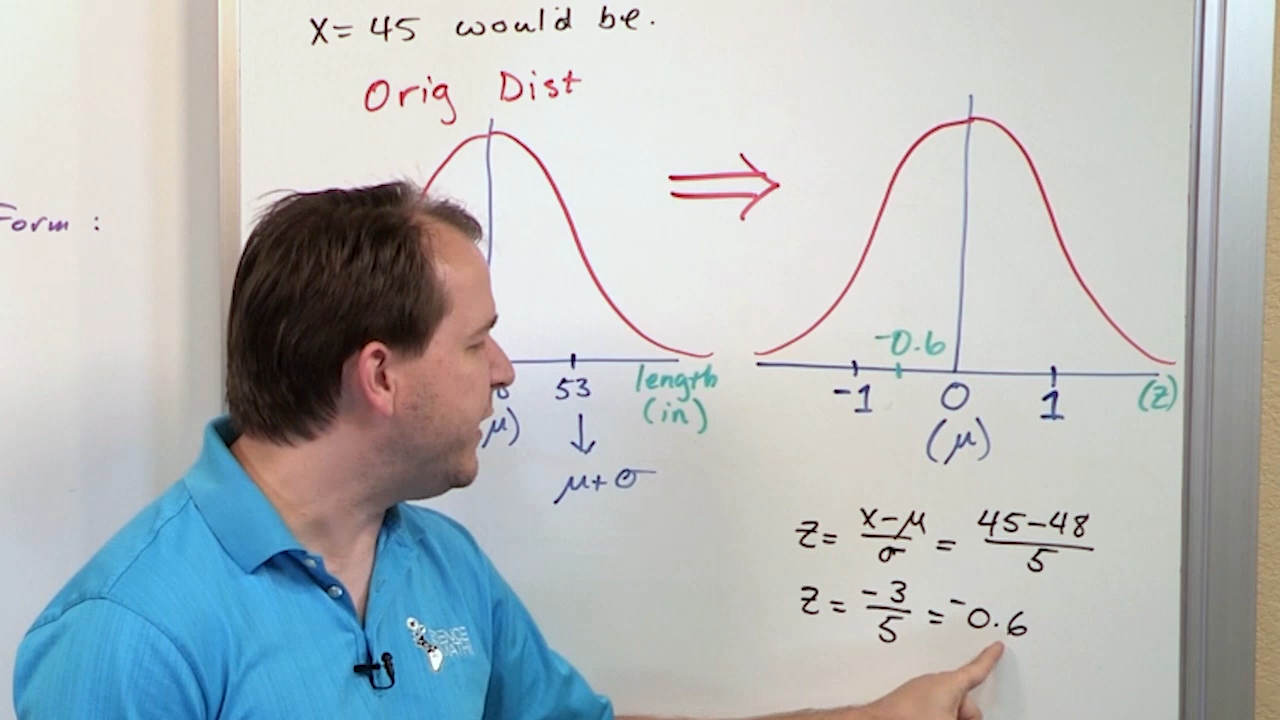 x = 45 would be.
Orig Dist
Form :
-0.6
53
length
(in)
-1
0
1
(z)
μ)
(μ)
μ+σ
z = x-μ/σ = 45-48/5
z = -3/5 = -0.6